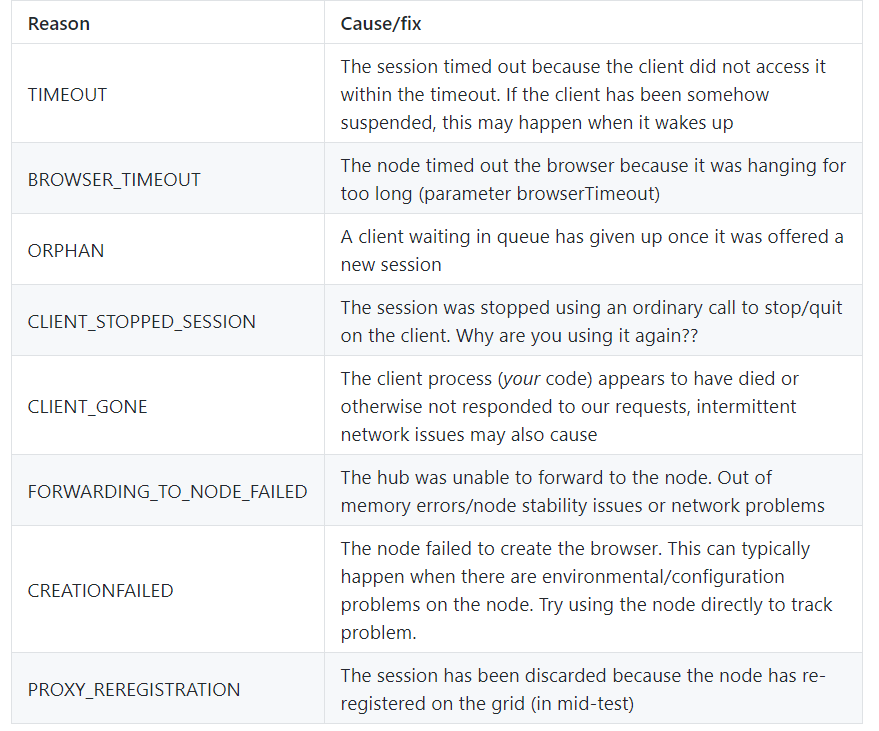 Reason Cause/fix
TIMEOUT
The session timed out because the client did not access it
within the timeout. If the client has been somehow
suspended, this may happen when it wakes up
BROWSER_TIMEOUT
The node timed out the browser because it was hanging for
too long (parameter browserTimeout)
ORPHAN
A client waiting in queue has given up once it was offered a
new session
CLIENT_STOPPED_SESSION
The session was stopped using an ordinary call to stop/quit
on the client. Why are you using it again??
CLIENT_GONE
The client process (your code) appears to have died or
otherwise not responded to our requests, intermittent
network issues may also cause
FORWARDING_TO_NODE_FAILED
The hub was unable to forward to the node. Out of
memory errors/node stability issues or network problems
CREATIONFAILED
The node failed to create the browser. This can typically
happen when there are environmental/configuration
problems on the node. Try using the node directly to track
problem.
PROXY_REREGISTRATION
The session has been discarded because the node has re-
registered on the grid (in mid-test)